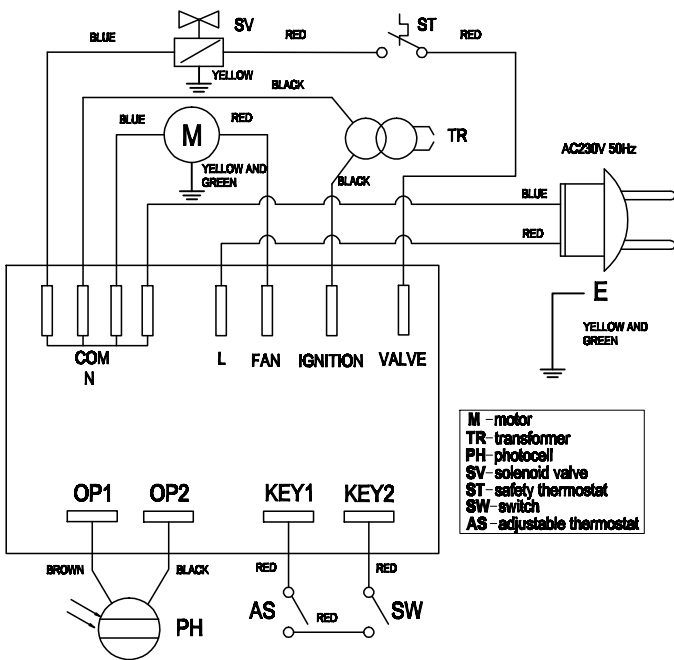 SV
ST
BLUE
RED
RED
YELLOW
BLACK
BLUE
RED
M
TR
AC230V 50Hz
YELLOW AND
GREEN
BLACK
BLUE
RED
E
YELLOW AND
GREEN
COM
N
L
FAN
IGNITION
VALVE
M-motor
TR-transformer
PH-photocell
SV-solenoid valve
ST-safety thermostat
SW-switch
AS-adjustable thermostat
OP1
OP2
KEY1
KEY2
BROWN
BLACK
RED
RED
PH
AS
RED
SW